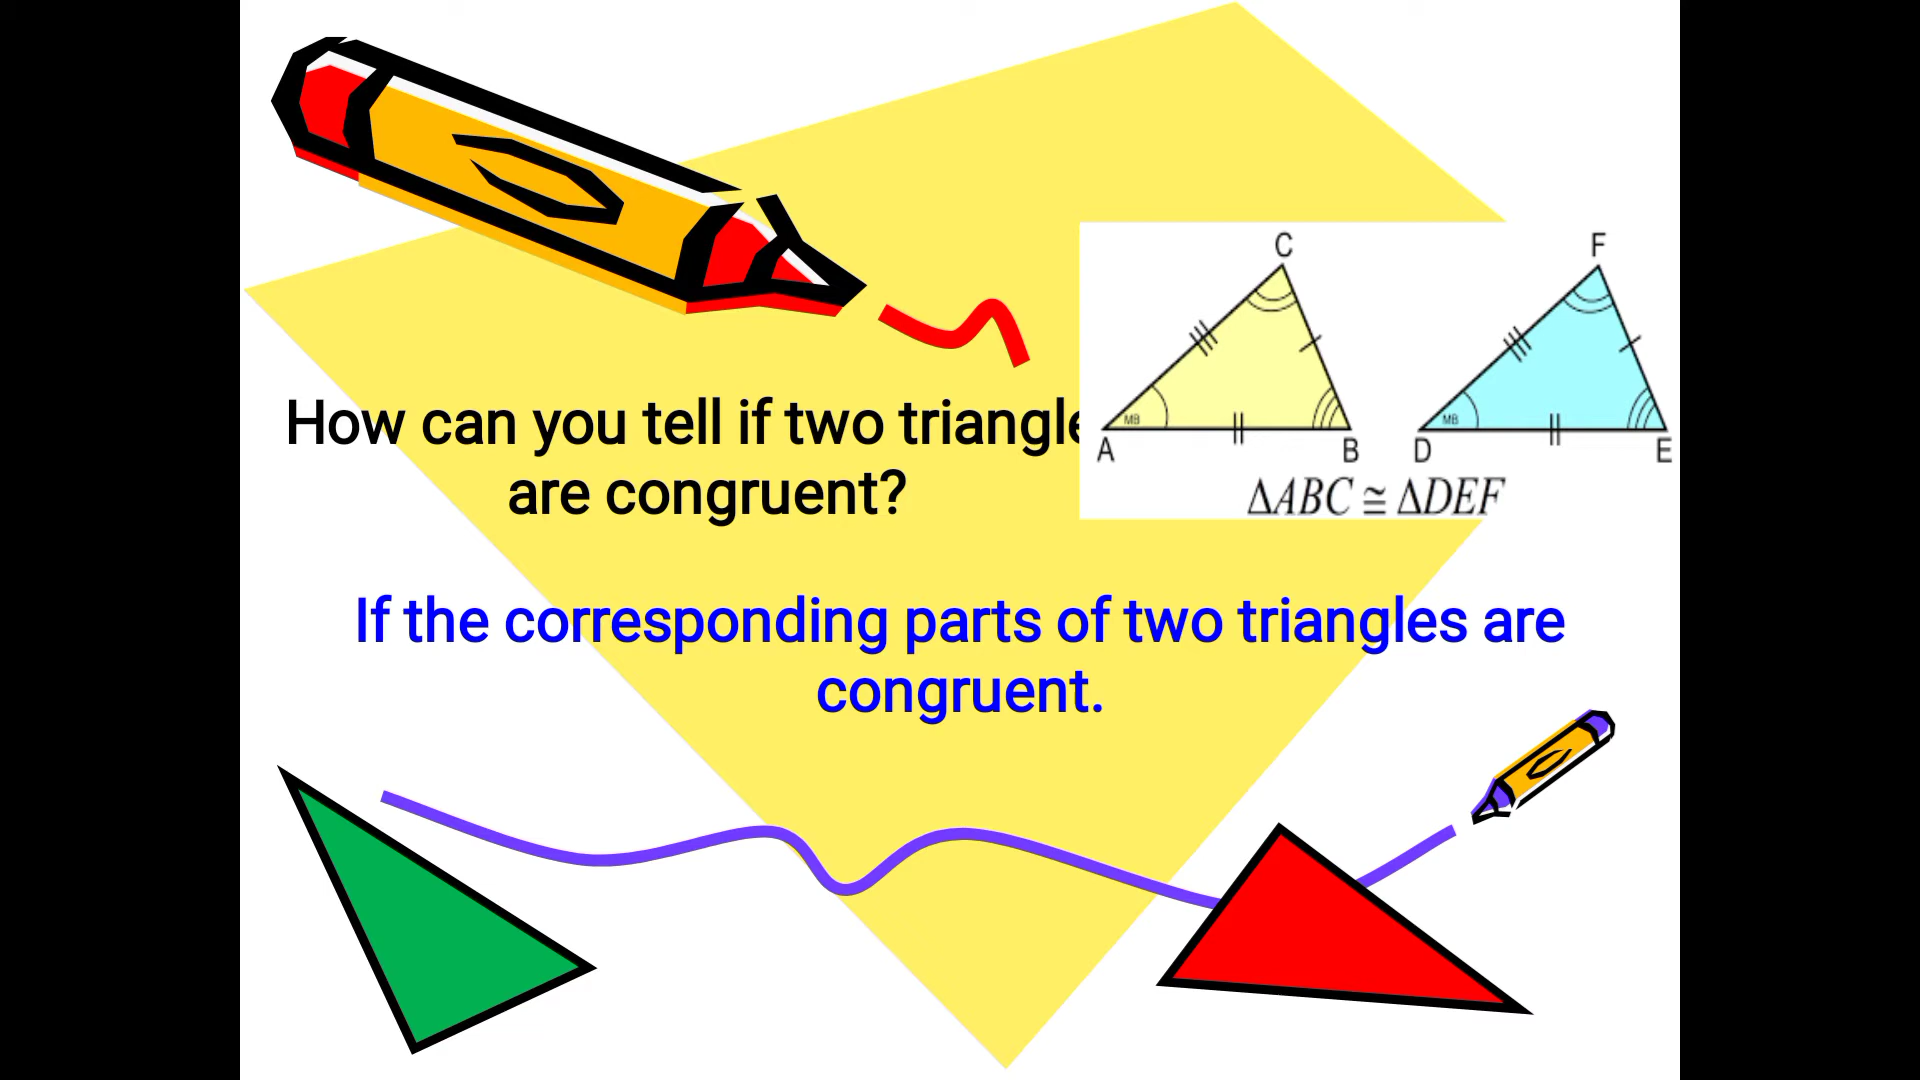 C
F
How can you tell if two triangle
MB
MB
A
B
D
E
are congruent?
ΔABC ≅ ΔDEF
If the corresponding parts of two triangles are
congruent.